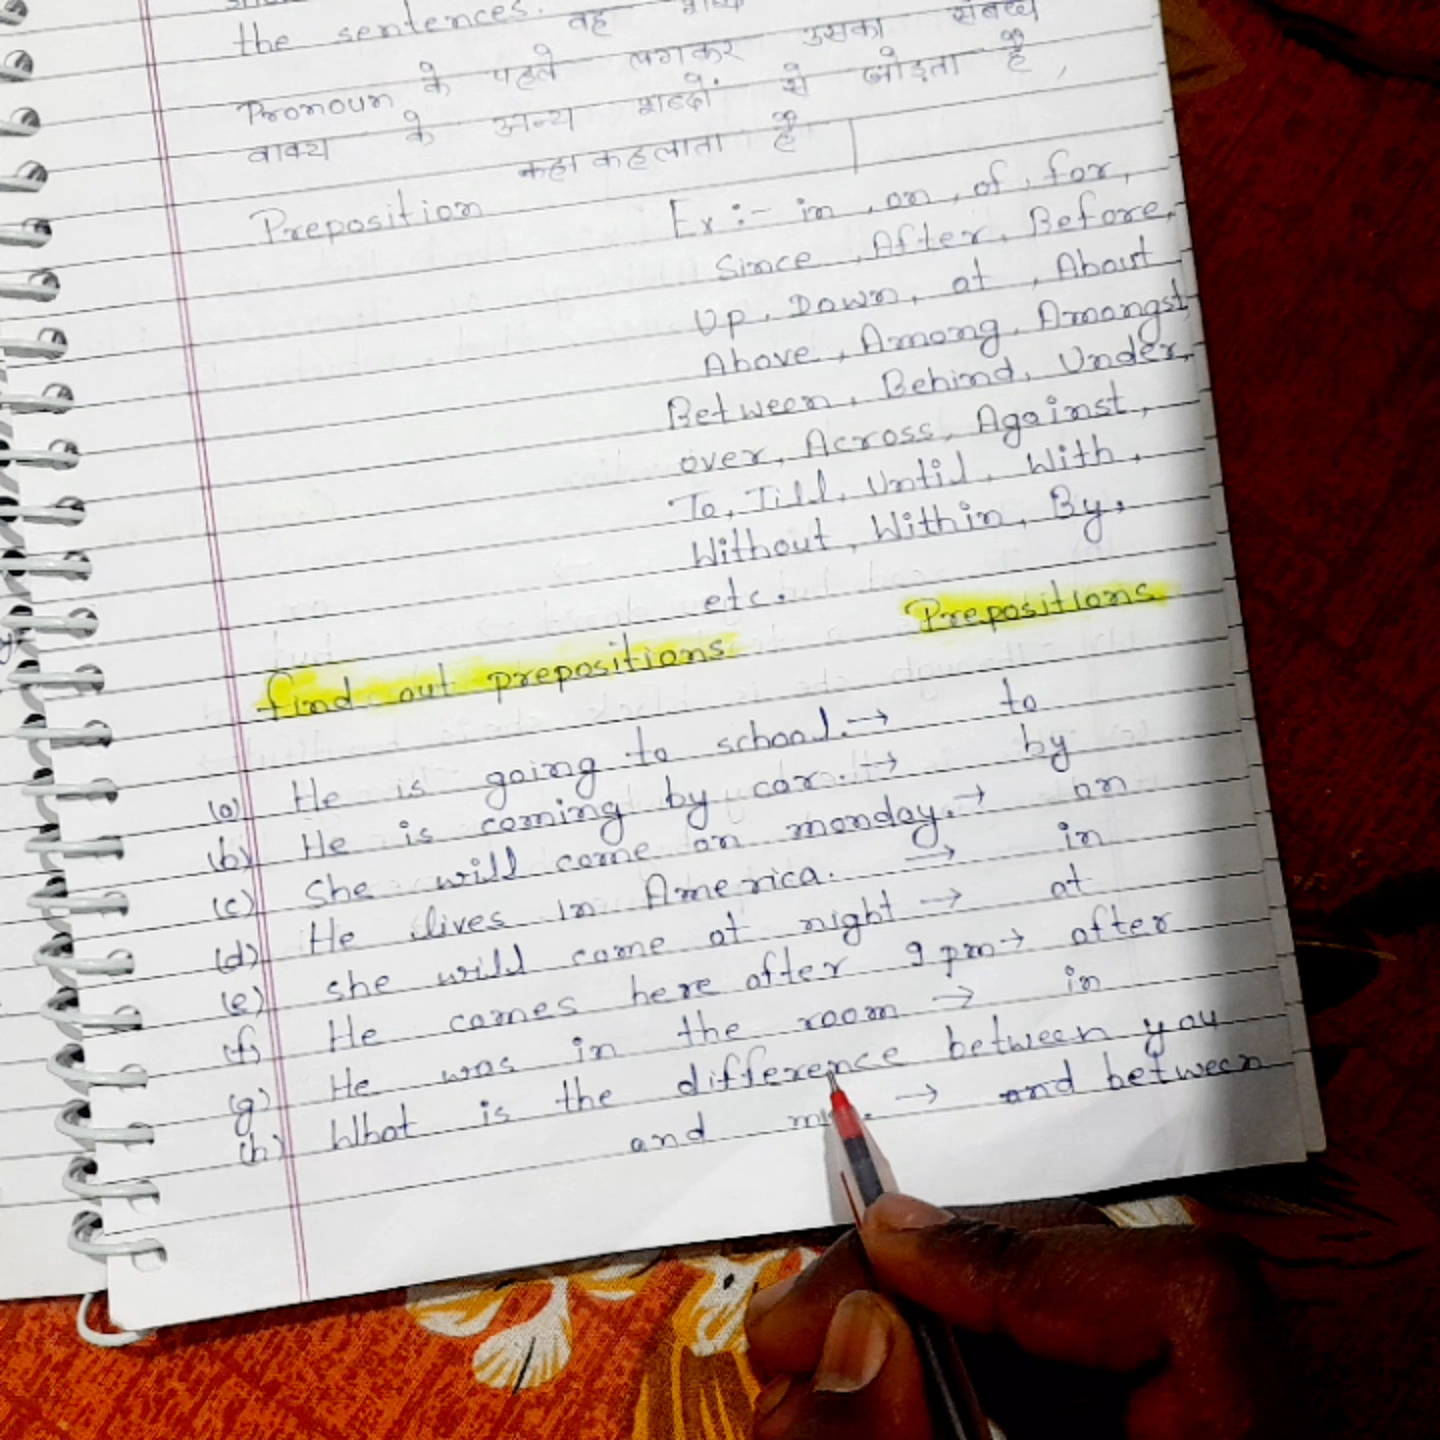 the sentences. वह शब्द
Pronoun के पहले लगकर उसका संबंध
वाक्य के अन्य शब्दों से जोड़ता है,
Preposition कहा कहलाता है |
Ex :- in , on , of , for,
Since , After, Before,
Up, Down, at , About
Above, Among, Amongst,
Between, Behind, Under,
over, Across, Against,
To, Till, Until, With,
Without, Within, By,
etc.
find out prepositions Prepositions
(a) He is going to school. → to
(b) He is coming by car. → by
(c) She will come on monday. → on
(d) He lives in America. → in
(e) she will come at night → at
(f) He comes here after 9 pm → after
(g) He was in the room → in
(h) What is the difference between you
and → and between